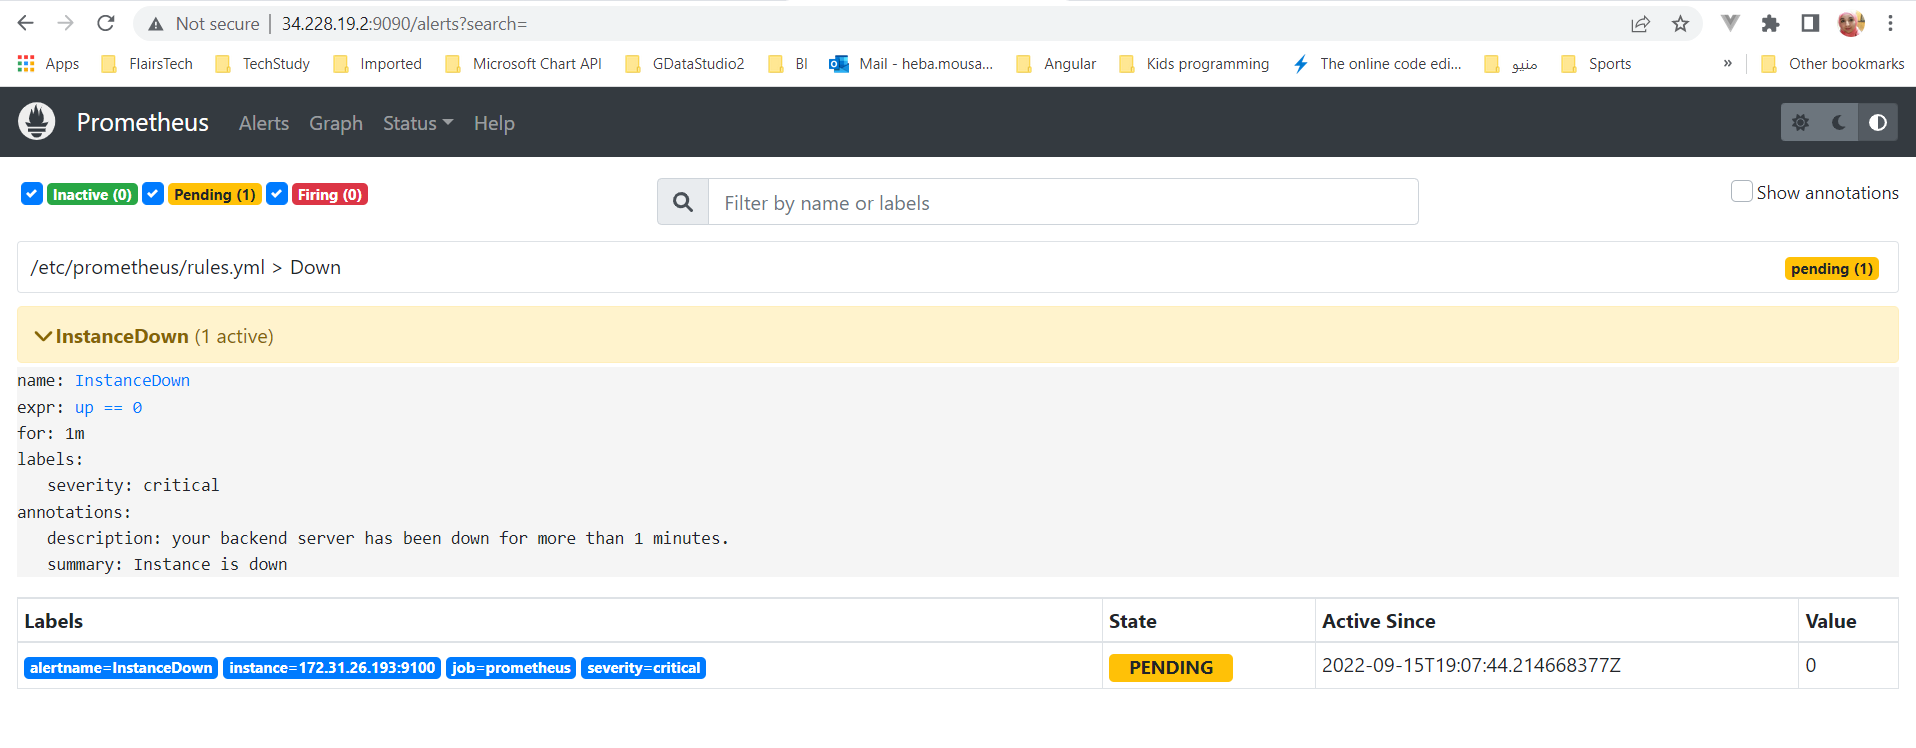 Not secure | 34.228.19.2:9090/alerts?search=
Apps FlairsTech TechStudy Imported Microsoft Chart API GDataStudio2 BI Mail - heba.mousa... Angular Kids programming The online code edi... منيو Sports » Other bookmarks
Prometheus Alerts Graph Status Help
Inactive (0) Pending (1) Firing (0) Filter by name or labels Show annotations
/etc/prometheus/rules.yml > Down pending (1)
InstanceDown (1 active)
name: InstanceDown
expr: up == 0
for: 1m
labels:
severity: critical
annotations:
description: your backend server has been down for more than 1 minutes.
summary: Instance is down
Labels State Active Since Value
alertname=InstanceDown instance=172.31.26.193:9100 job=prometheus severity=critical PENDING 2022-09-15T19:07:44.214668377Z 0